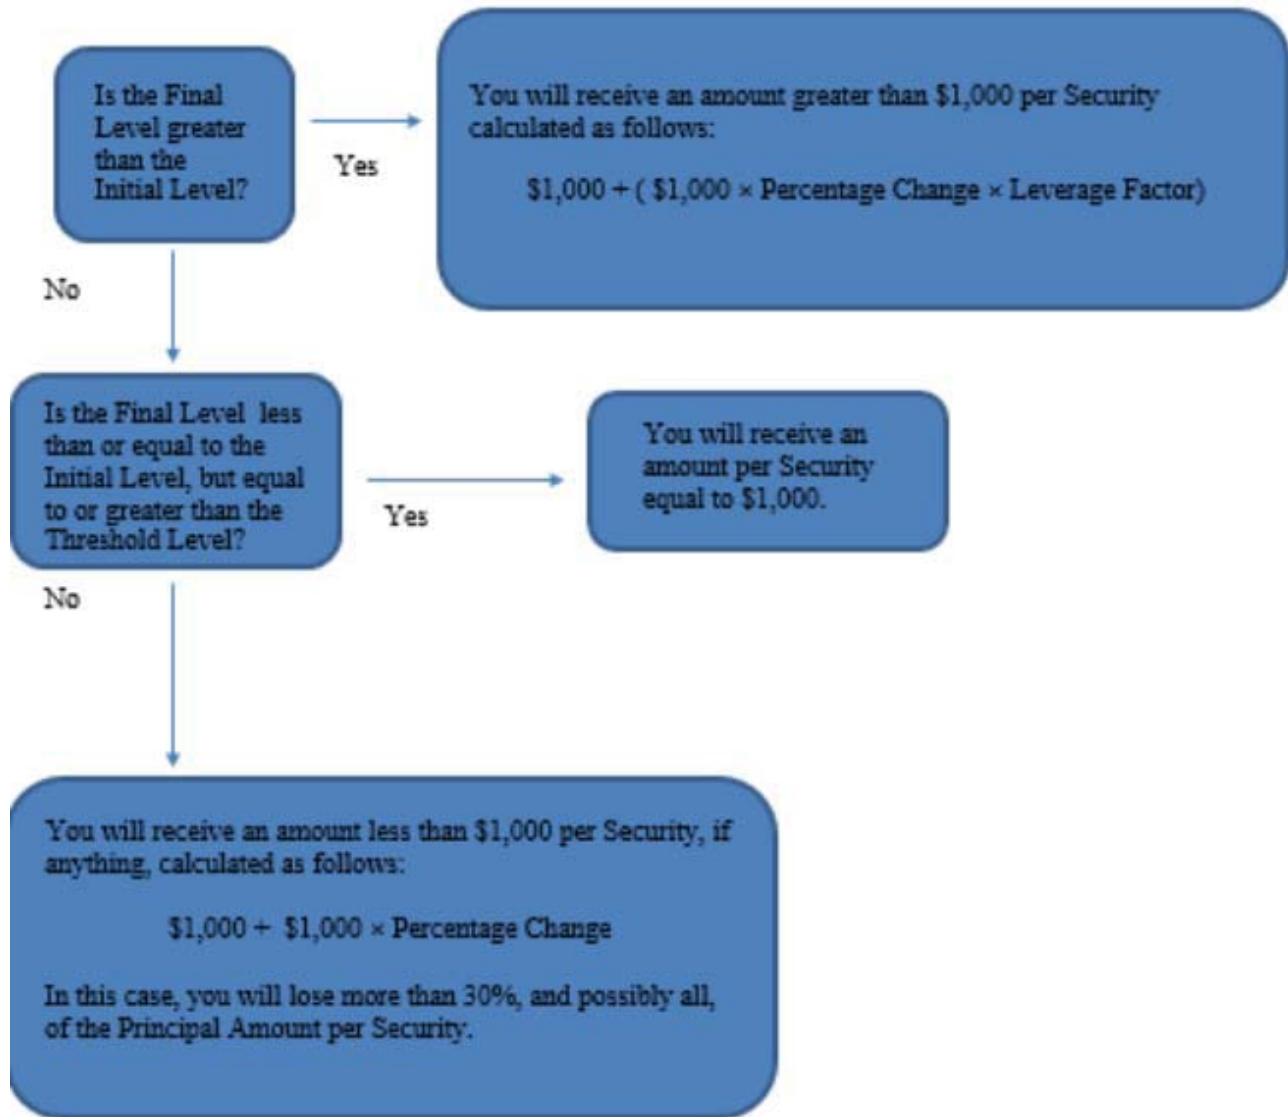 Is the Final
Level greater
than the
Initial Level?
Yes
You will receive an amount greater than $1,000 per Security
calculated as follows:
$1,000 + ( $1,000 × Percentage Change × Leverage Factor)
No
Is the Final Level less
than or equal to the
Initial Level, but equal
to or greater than the
Threshold Level?
Yes
You will receive an
amount per Security
equal to $1,000.
No
You will receive an amount less than $1,000 per Security, if
anything, calculated as follows:
$1,000 + $1,000 × Percentage Change
In this case, you will lose more than 30%, and possibly all,
of the Principal Amount per Security.